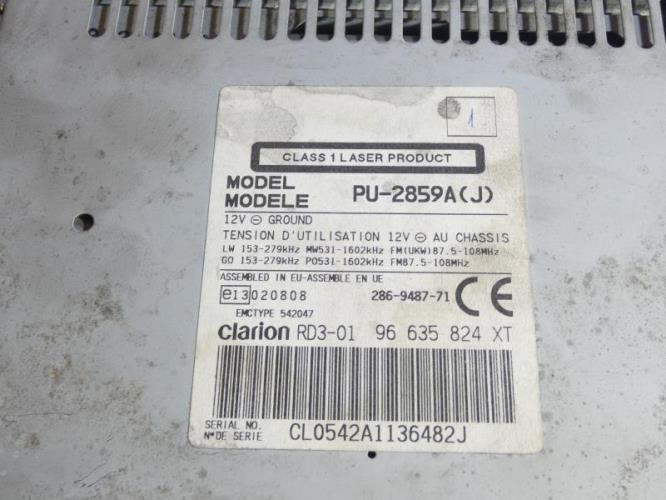 1
CLASS 1 LASER PRODUCT
MODEL
MODELE PU-2859A(J)
12V ⊖ GROUND
TENSION D'UTILISATION 12V ⊖ AU CHASSIS
LW 153-279kHz MW531-1602kHz FM(UKW)87.5-108MHz
GO 153-279kHz PO531-1602kHz FM87.5-108MHz
ASSEMBLED IN EU-ASSEMBLE EN UE
e13 020808 286-9487-71 CE
EMCTYPE 542047
clarion RD3-01 96 635 824 XT
SERIAL NO.
N° DE SERIE CL0542A1136482J